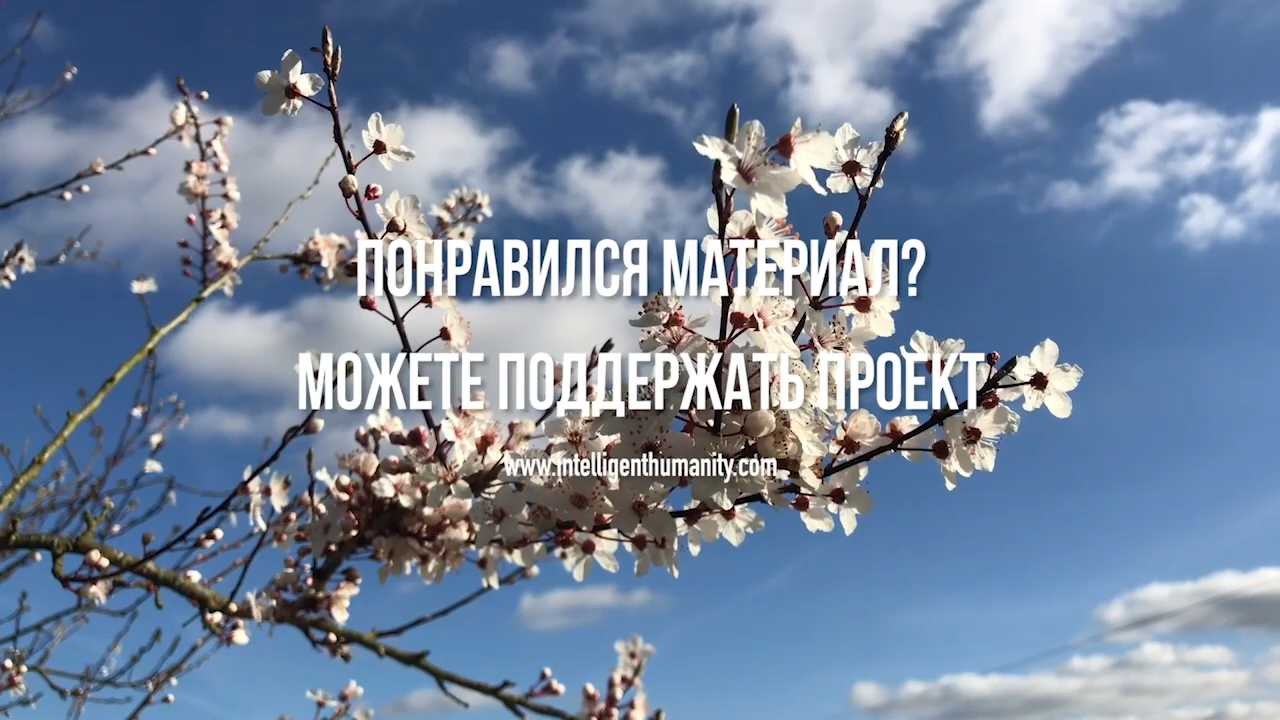 ПОНРАВИЛСЯ МАТЕРИАЛ?
МОЖЕТЕ ПОДДЕРЖАТЬ ПРОЕКТ
www.intelligenthumanity.com